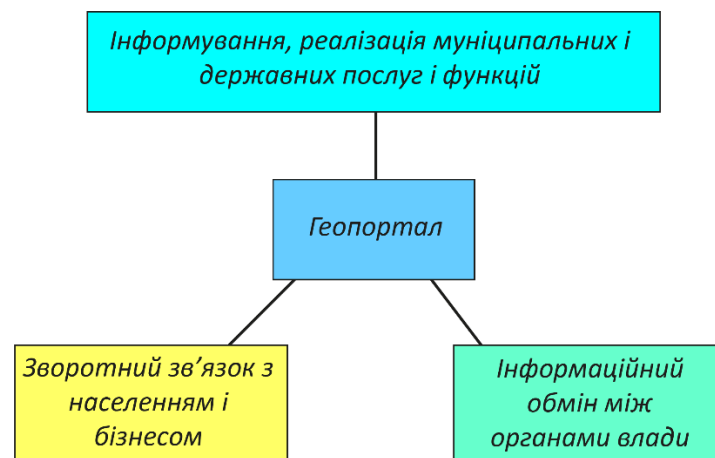 Інформування, реалізація муніципальних і
державних послуг і функцій
Геопортал
Зворотний зв’язок з
населенням і
бізнесом
Інформаційний
обмін між
органами влади